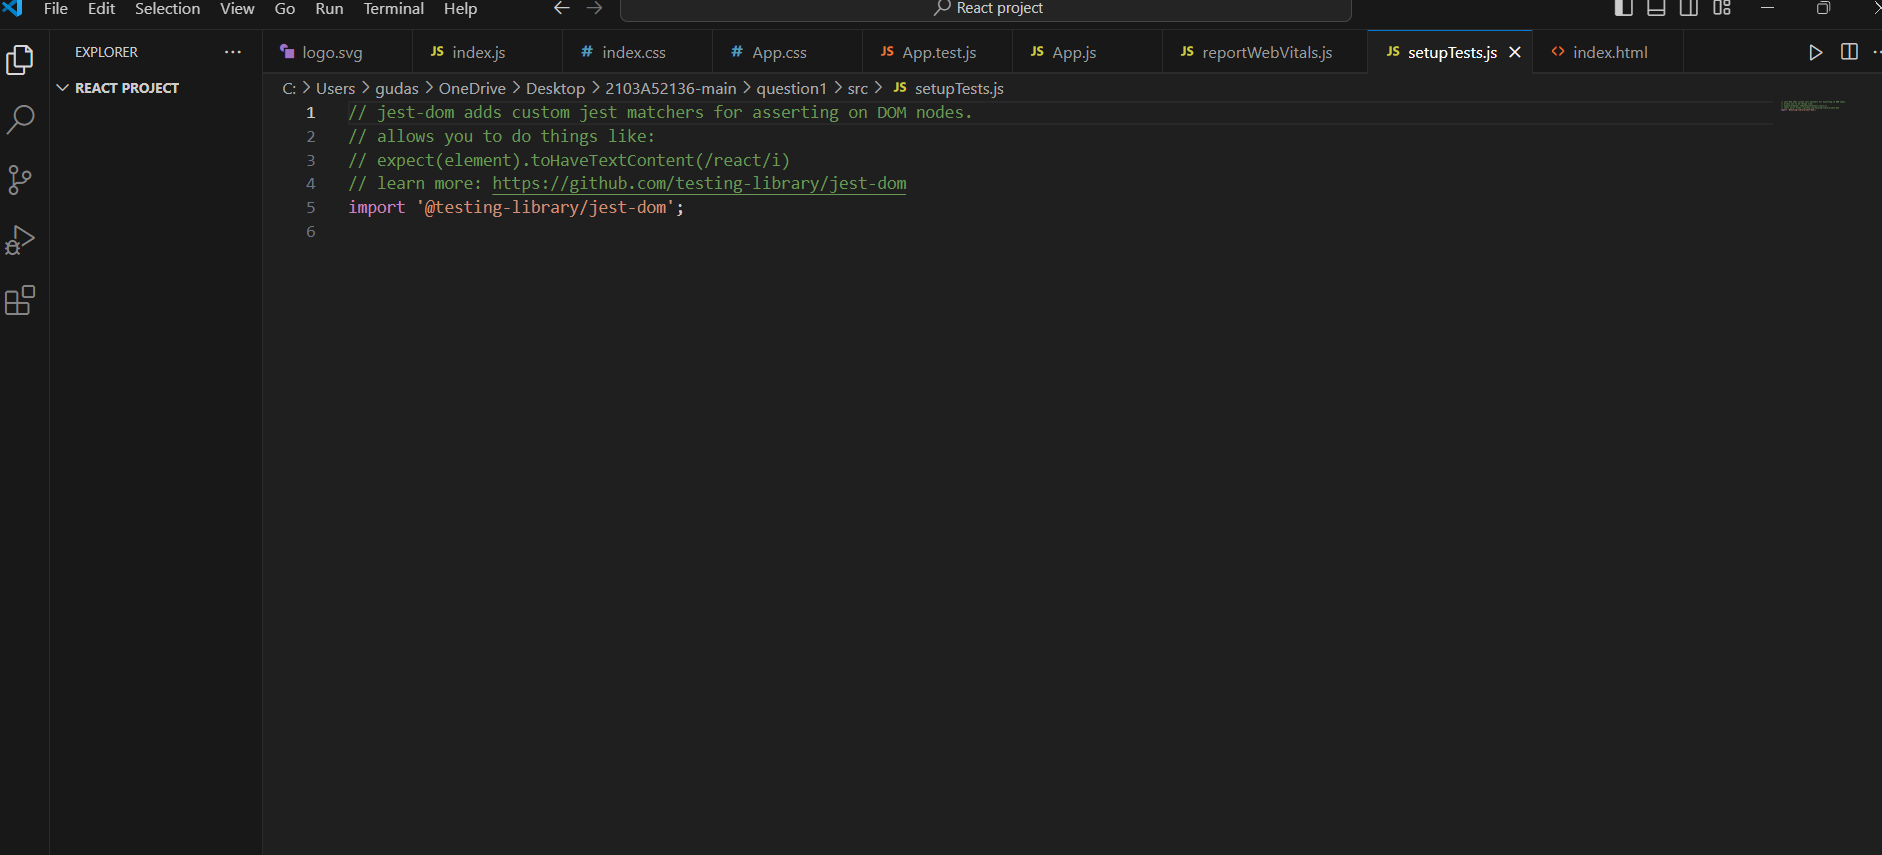 File Edit Selection View Go Run Terminal Help
React project
EXPLORER
REACT PROJECT
logo.svg
JS index.js
# index.css
# App.css
JS App.test.js
JS App.js
JS reportWebVitals.js
JS setupTests.js
<> index.html
C: > Users > gudas > OneDrive > Desktop > 2103A52136-main > question1 > src > JS setupTests.js
1 // jest-dom adds custom jest matchers for asserting on DOM nodes.
2 // allows you to do things like:
3 // expect(element).toHaveTextContent(/react/i)
4 // learn more: https://github.com/testing-library/jest-dom
5 import '@testing-library/jest-dom';
6